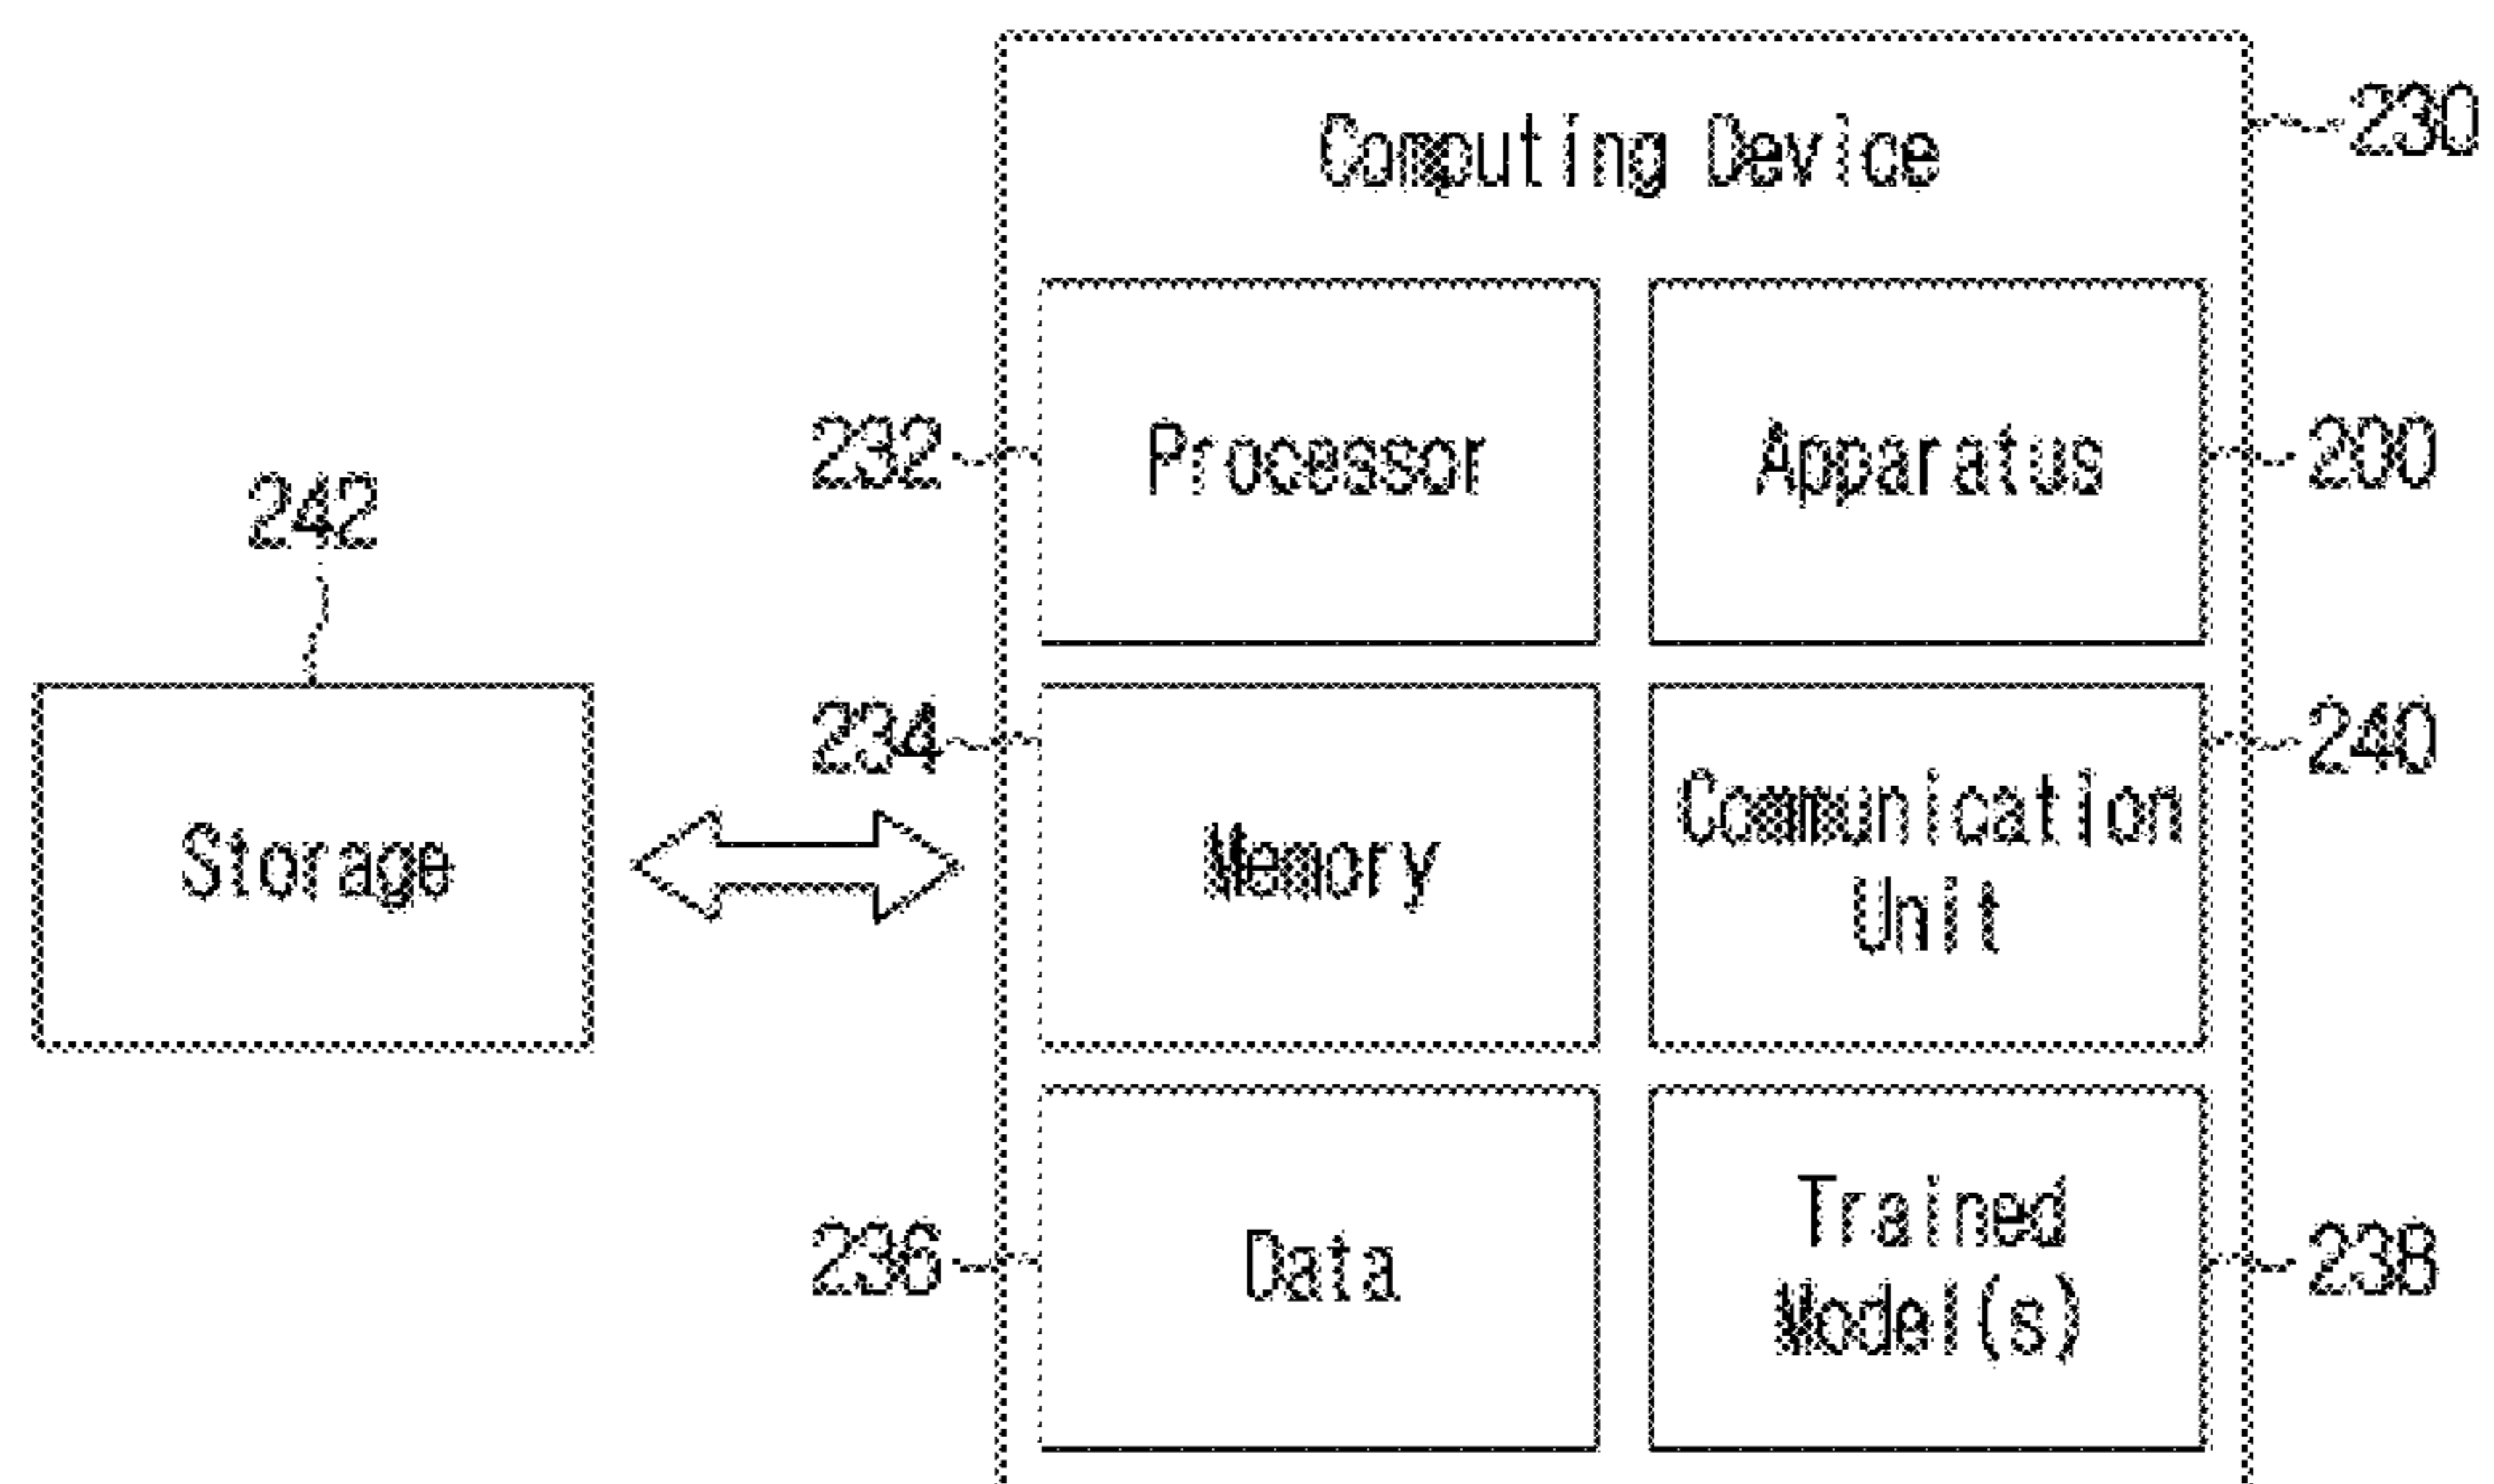 Computing Device
230
232
Processor
Apparatus
200
242
234
240
Storage
Memory
Communication
Unit
236
Data
Trained
Model(s)
238